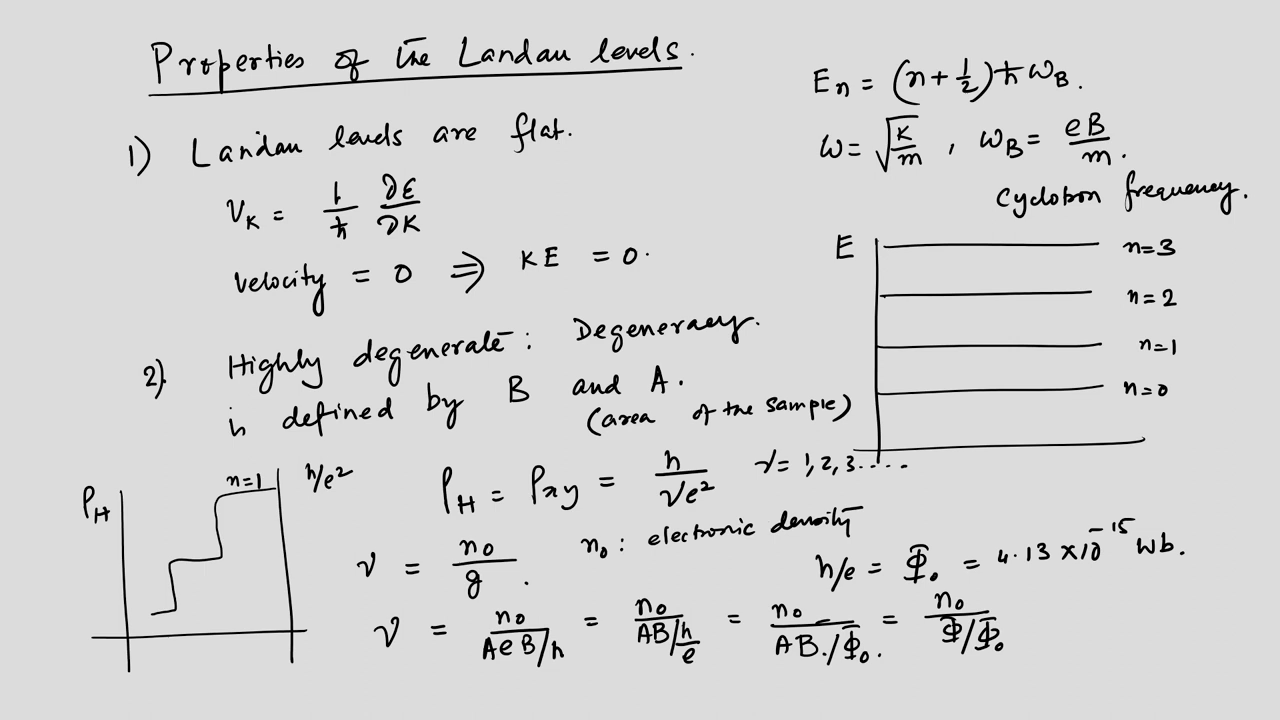 Properties of the Landau levels.
1) Landau levels are flat.
V_K = 1/ħ ∂ε/∂K
Velocity = 0 ⇒ KE = 0.
2). Highly degenerate: Degeneracy.
is defined by B and A.
(area of the sample)
E_n = (n + 1/2) ħ ω_B.
ω = √(K/m) , ω_B = eB/m.
Cyclotron frequency.
E
n=3
n=2
n=1
n=0
ρ_H
n=1
h/e²
ρ_H = ρ_xy = h/νe² ν = 1, 2, 3.....
n₀ : electronic density
ν = n₀/g .
h/e = Φ₀ = 4.13 × 10⁻¹⁵ Wb.
ν = n₀/(AeB/h) = n₀/(AB/(h/e)) = n₀/(AB./Φ₀.) = n₀/(Φ/Φ₀)